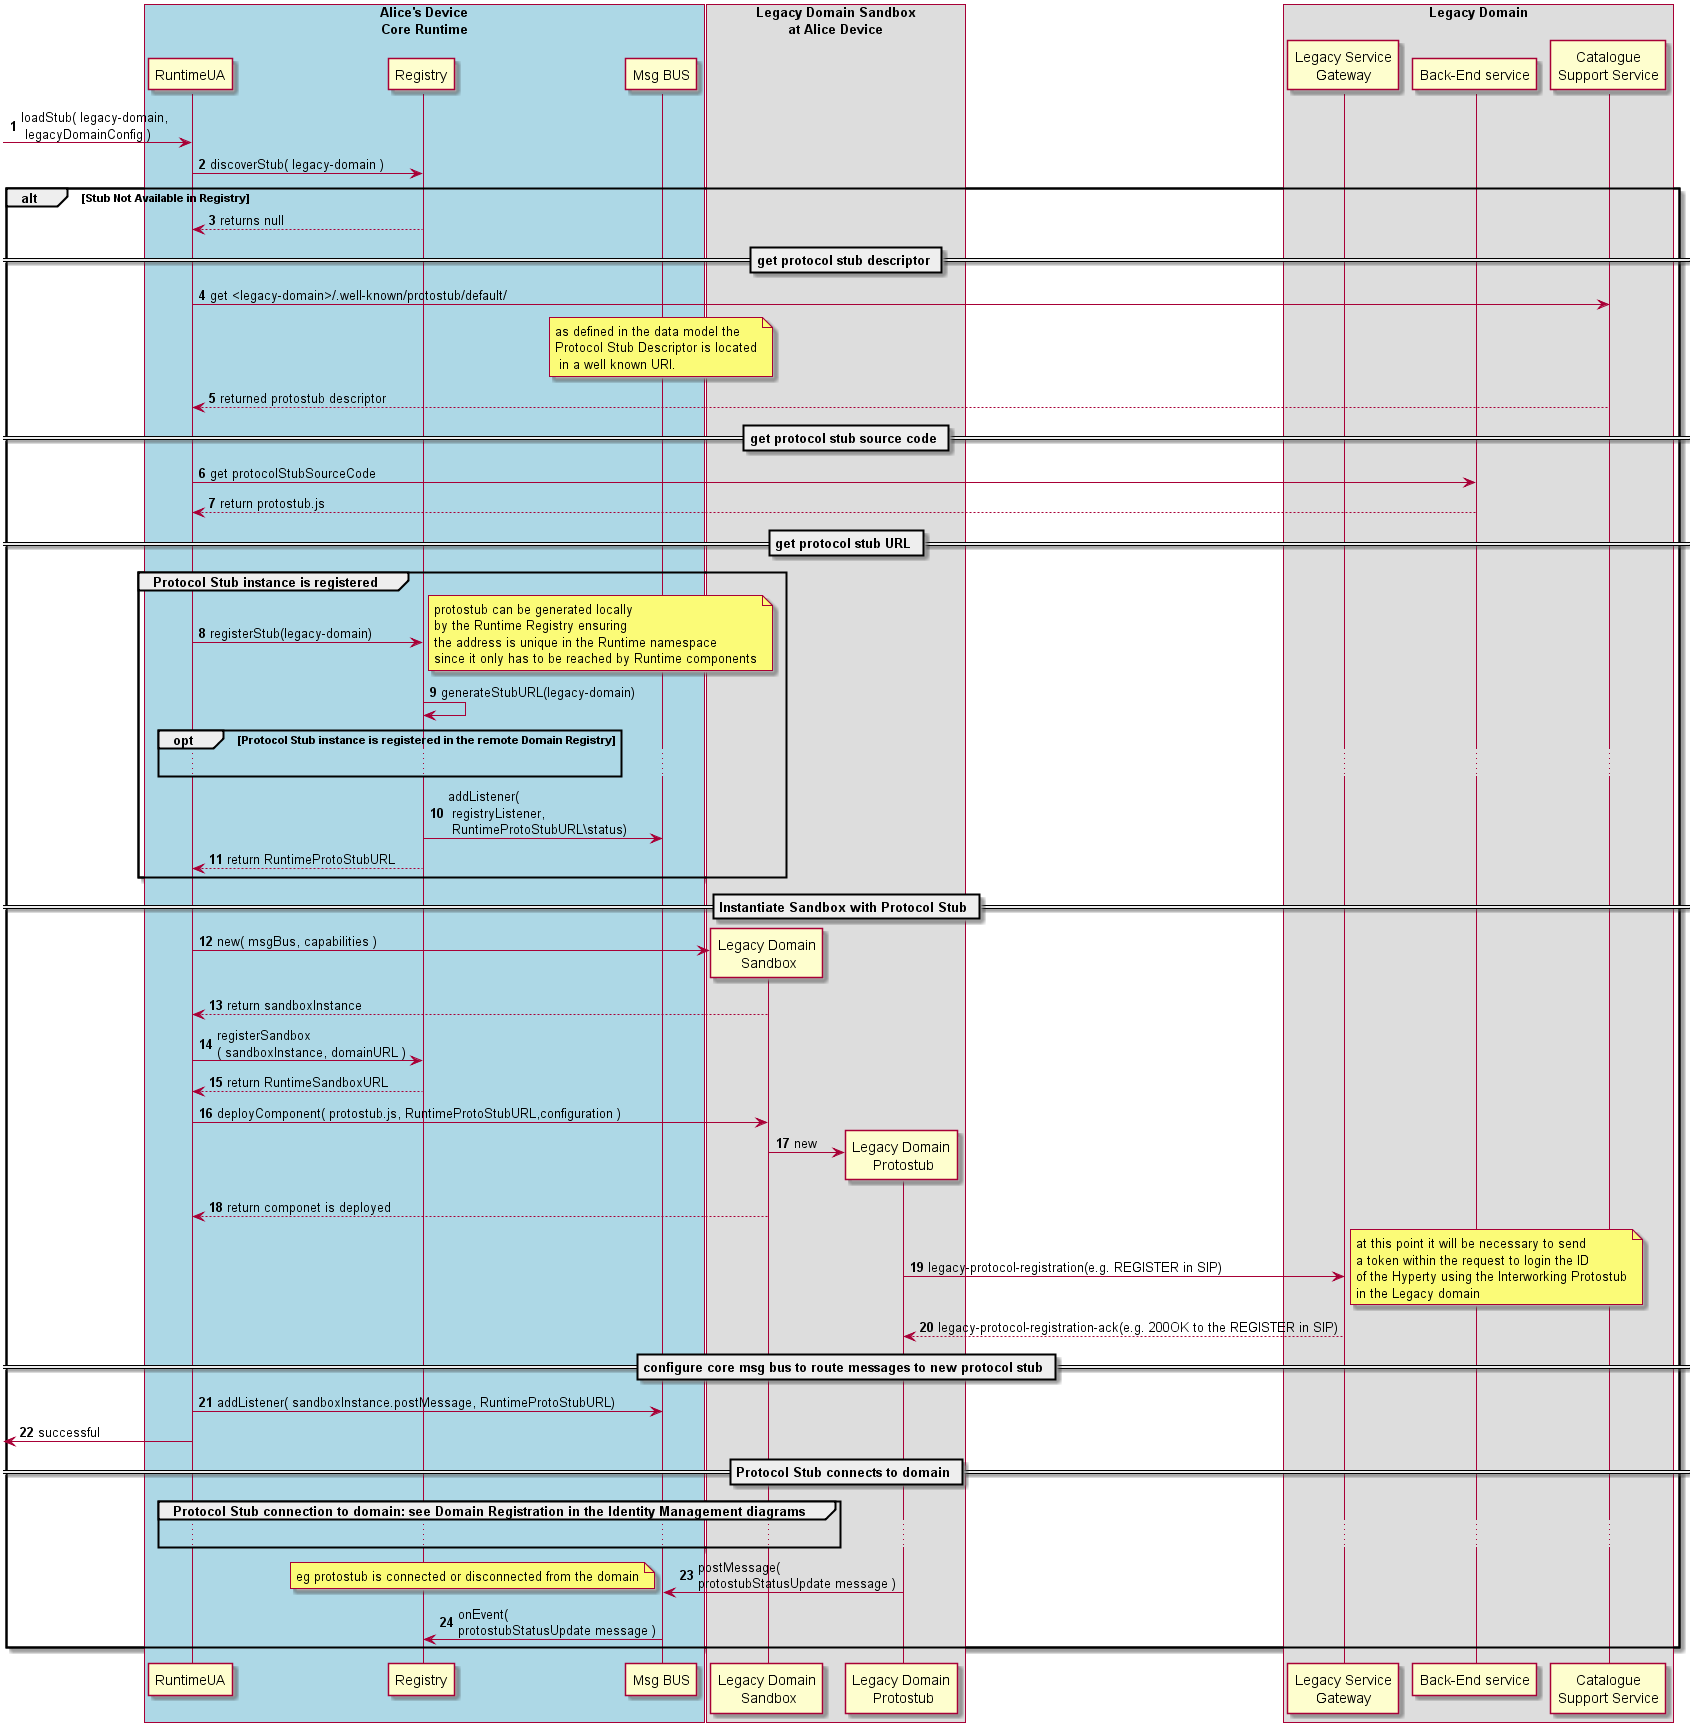 Alice's Device
Core Runtime
Legacy Domain Sandbox
at Alice Device
Legacy Domain
RuntimeUA
Registry
Msg BUS
Legacy Service
Gateway
Back-End service
Catalogue
Support Service
1 loadStub( legacy-domain,
legacyDomainConfig )
2 discoverStub( legacy-domain )
alt [Stub Not Available in Registry]
3 returns null
get protocol stub descriptor
4 get <legacy-domain>/.well-known/protostub/default/
as defined in the data model the
Protocol Stub Descriptor is located
in a well known URI.
5 returned protostub descriptor
get protocol stub source code
6 get protocolStubSourceCode
7 return protostub.js
get protocol stub URL
Protocol Stub instance is registered
protostub can be generated locally
by the Runtime Registry ensuring
the address is unique in the Runtime namespace
since it only has to be reached by Runtime components
8 registerStub(legacy-domain)
9 generateStubURL(legacy-domain)
opt [Protocol Stub instance is registered in the remote Domain Registry]
10 addListener(
registryListener,
RuntimeProtoStubURL\status)
11 return RuntimeProtoStubURL
Instantiate Sandbox with Protocol Stub
12 new( msgBus, capabilities )
Legacy Domain
Sandbox
13 return sandboxInstance
14 registerSandbox
( sandboxInstance, domainURL )
15 return RuntimeSandboxURL
16 deployComponent( protostub.js, RuntimeProtoStubURL,configuration )
17 new
Legacy Domain
Protostub
18 return componet is deployed
19 legacy-protocol-registration(e.g. REGISTER in SIP)
at this point it will be necessary to send
a token within the request to login the ID
of the Hyperty using the Interworking Protostub
in the Legacy domain
20 legacy-protocol-registration-ack(e.g. 200OK to the REGISTER in SIP)
configure core msg bus to route messages to new protocol stub
21 addListener( sandboxInstance.postMessage, RuntimeProtoStubURL)
22 successful
Protocol Stub connects to domain
Protocol Stub connection to domain: see Domain Registration in the Identity Management diagrams
eg protostub is connected or disconnected from the domain
23 postMessage(
protostubStatusUpdate message )
24 onEvent(
protostubStatusUpdate message )
RuntimeUA
Registry
Msg BUS
Legacy Domain
Sandbox
Legacy Domain
Protostub
Legacy Service
Gateway
Back-End service
Catalogue
Support Service